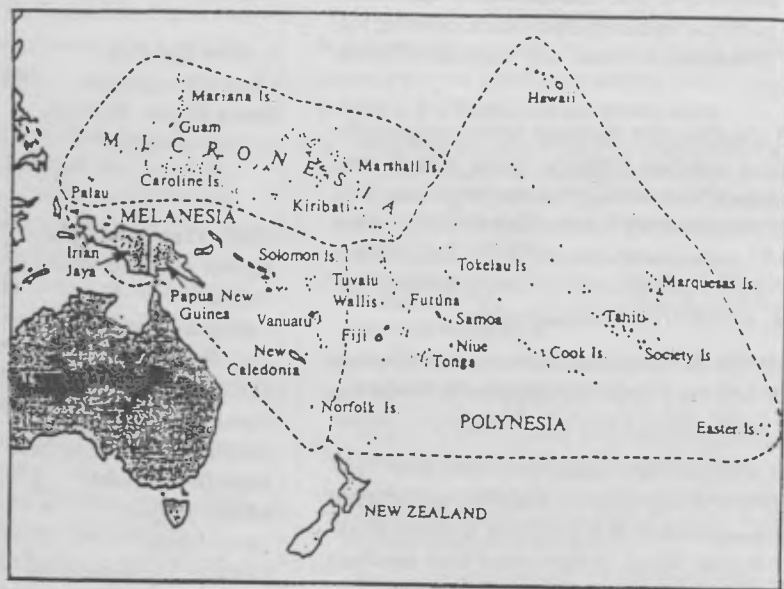 Hawaii
Mariana Is.
Guam
MICRONESIA
Marshall Is.
Caroline Is.
Palau
Kiribati
MELANESIA
Irian
Jaya
Solomon Is.
Tokelau Is
Tuvalu
Marquesas Is.
Papua New
Guinea
Wallis
Futuna
Vanuatu
Samoa
Tahiti
Fiji
Niue
Cook Is.
Society Is
New
Caledonia
Tonga
Norfolk Is.
POLYNESIA
Easter Is.
NEW ZEALAND